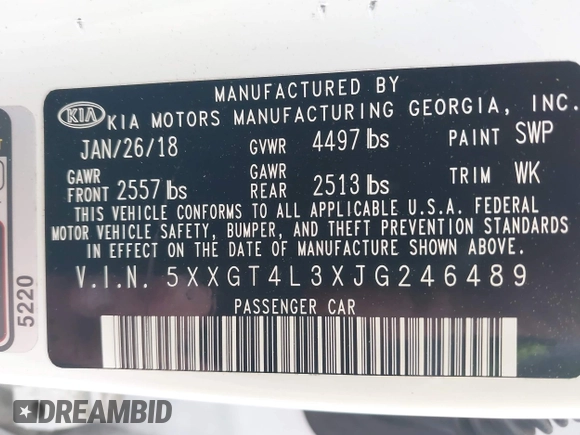 MANUFACTURED BY
KIA KIA MOTORS MANUFACTURING GEORGIA, INC.
JAN/26/18 GVWR 4497 lbs PAINT SWP
GAWR FRONT 2557 lbs GAWR REAR 2513 lbs TRIM WK
THIS VEHICLE CONFORMS TO ALL APPLICABLE U.S.A. FEDERAL
MOTOR VEHICLE SAFETY, BUMPER, AND THEFT PREVENTION STANDARDS
IN EFFECT ON THE DATE OF MANUFACTURE SHOWN ABOVE.
V.I.N. 5XXGT4L3XJG246489
PASSENGER CAR
5220
DREAMBID